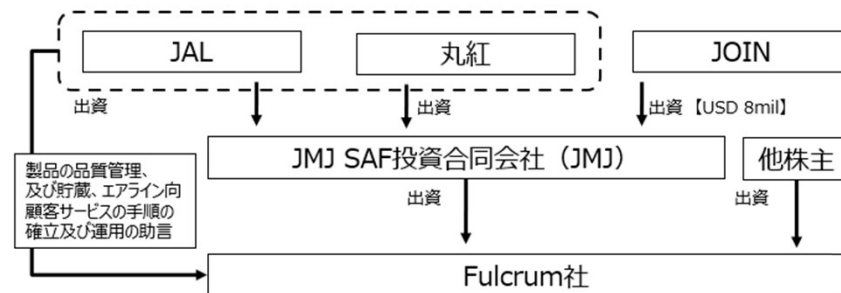 JAL
丸紅
JOIN
出資
出資
出資【USD 8mil】
JMJ SAF投資合同会社（JMJ）
他株主
製品の品質管理、
及び貯蔵、エアライン向
顧客サービスの手順の
確立及び運用の助言
出資
出資
Fulcrum社